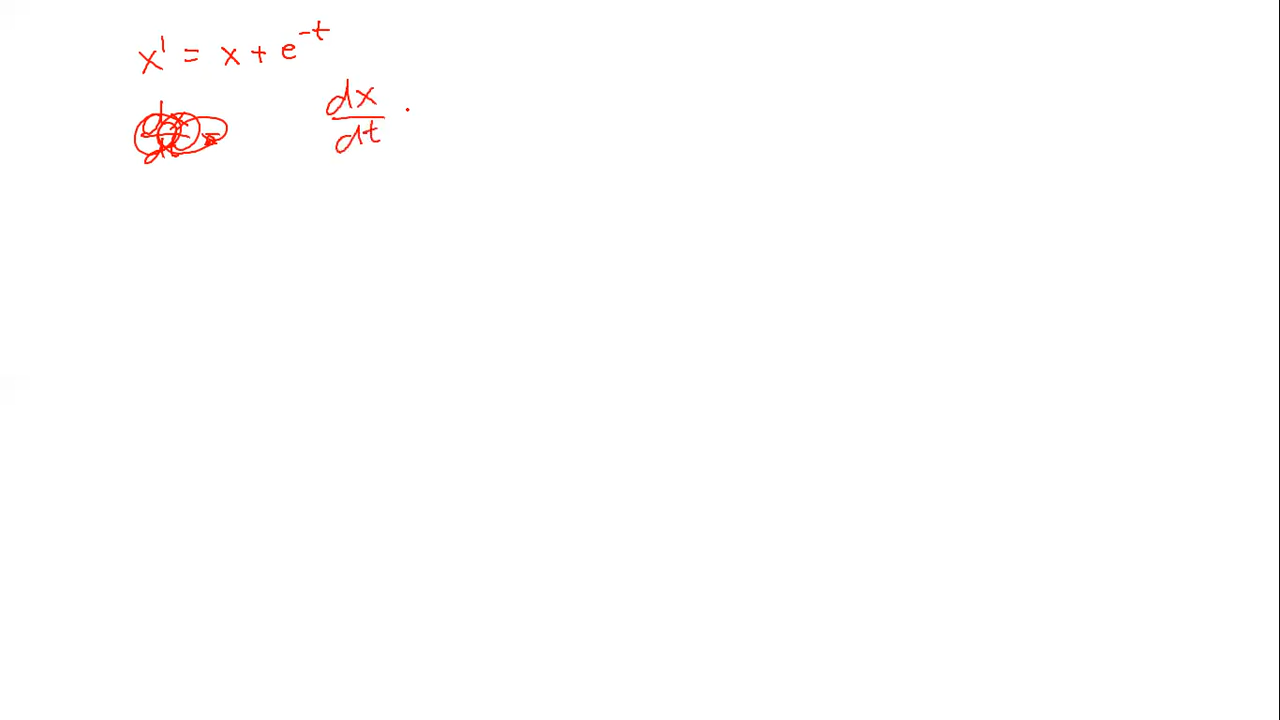 x' = x + e^{-t}
dx
dt